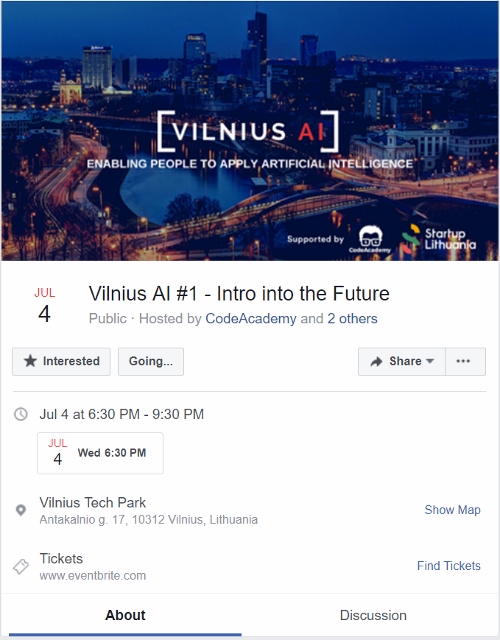 [VILNIUS AI]
ENABLING PEOPLE TO APPLY ARTIFICIAL INTELLIGENCE
Supported by
CodeAcademy
Startup
Lithuania
JUL
4
Vilnius AI #1 - Intro into the Future
Public · Hosted by CodeAcademy and 2 others
Interested
Going...
Share
...
Jul 4 at 6:30 PM - 9:30 PM
JUL
4
Wed 6:30 PM
Vilnius Tech Park
Show Map
Antakalnio g. 17, 10312 Vilnius, Lithuania
Tickets
Find Tickets
www.eventbrite.com
About
Discussion